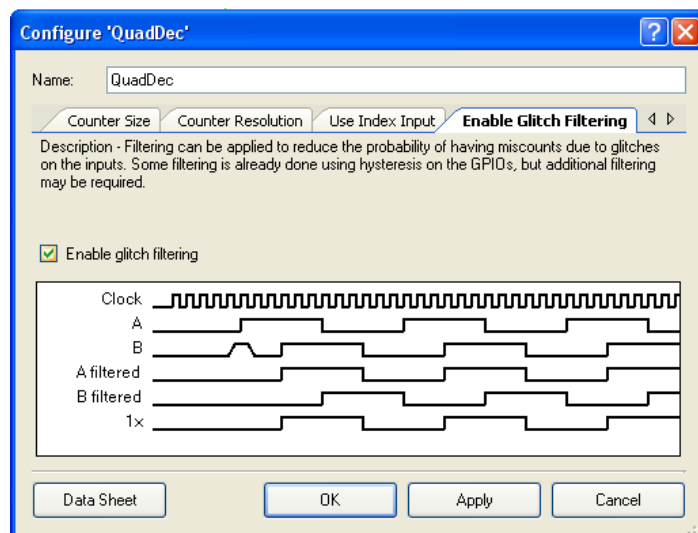 Configure 'QuadDec'
Name: QuadDec
Counter Size Counter Resolution Use Index Input Enable Glitch Filtering
Description - Filtering can be applied to reduce the probability of having miscounts due to glitches
on the inputs. Some filtering is already done using hysteresis on the GPIOs, but additional filtering
may be required.
Enable glitch filtering
Clock
A
B
A filtered
B filtered
1x
Data Sheet OK Apply Cancel